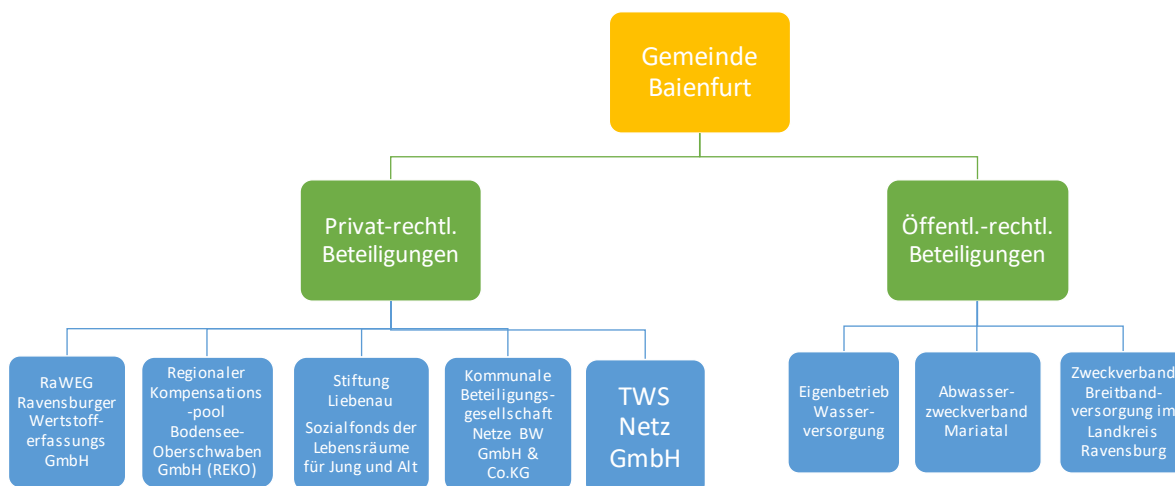 Gemeinde
Baienfurt
Privat-rechtl.
Beteiligungen
Öffentl.-rechtl.
Beteiligungen
RaWEG
Ravensburger
Wertstoff-
erfassungs
GmbH
Regionaler
Kompensations
-pool
Bodensee-
Oberschwaben
GmbH (REKO)
Stiftung
Liebenau
Sozialfonds der
Lebensräume
für Jung und Alt
Kommunale
Beteiligungs-
gesellschaft
Netze BW
GmbH &
Co.KG
TWS
Netz
GmbH
Eigenbetrieb
Wasser-
versorgung
Abwasser-
zweckverband
Mariatal
Zweckverband
Breitband-
versorgung im
Landkreis
Ravensburg